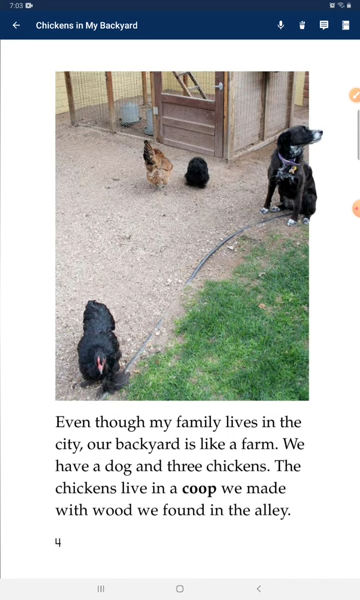 7:03
Chickens in My Backyard
Even though my family lives in the
city, our backyard is like a farm. We
have a dog and three chickens. The
chickens live in a coop we made
with wood we found in the alley.
4